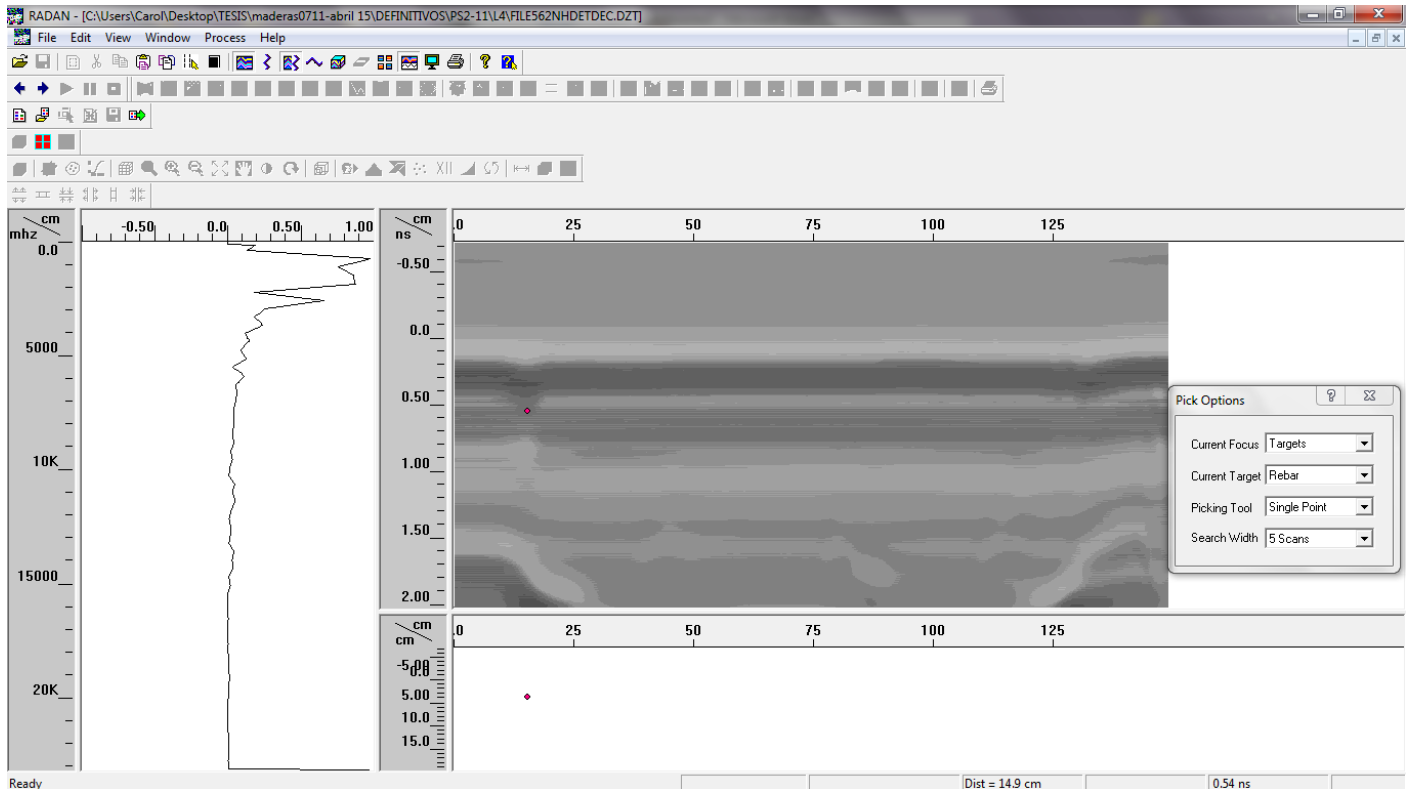 RADAN - [C:\Users\Carol\Desktop\TESIS\maderas0711-abril 15\DEFINITIVOS\PS2-11\L4\FILE562NHDETDEC.DZT]
File Edit View Window Process Help
XII
cm
mhz
-0.50 0.0 0.50 1.00
cm
ns
.0 25 50 75 100 125
0.0
5000
10K
15000
20K
-0.50
0.0
0.50
1.00
1.50
2.00
Pick Options
Current Focus Targets
Current Target Rebar
Picking Tool Single Point
Search Width 5 Scans
cm
cm
.0 25 50 75 100 125
0.0
5.00
10.0
15.0
Ready Dist = 14.9 cm 0.54 ns